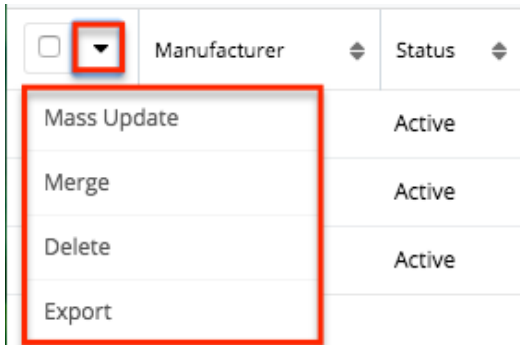 Manufacturer Status
Mass Update Active
Merge Active
Delete Active
Export